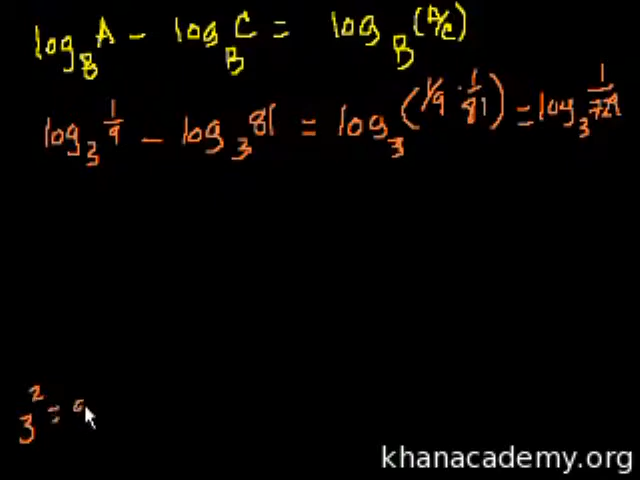 log_B A - log_B C = log_B (A/C)
log_3 1/9 - log_3 81 = log_3 (1/9 · 1/81) = log_3 1/729
3^2 =
khanacademy.org